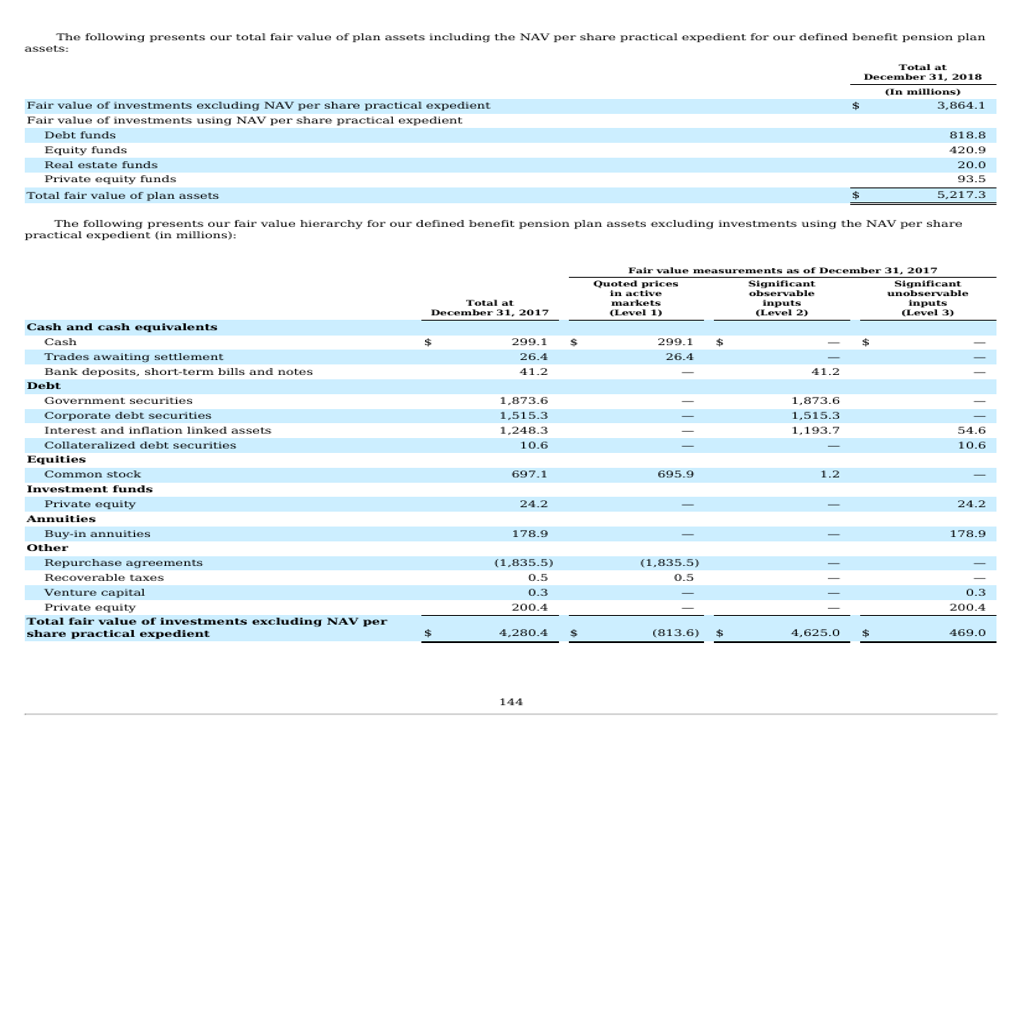 The following presents our total fair value of plan assets including the NAV per share practical expedient for our defined benefit pension plan
assets:
Total at
December 31, 2018
(In millions)
Fair value of investments excluding NAV per share practical expedient $ 3,864.1
Fair value of investments using NAV per share practical expedient
Debt funds 818.8
Equity funds 420.9
Real estate funds 20.0
Private equity funds 93.5
Total fair value of plan assets $ 5,217.3
The following presents our fair value hierarchy for our defined benefit pension plan assets excluding investments using the NAV per share
practical expedient (in millions):
Fair value measurements as of December 31, 2017
Total at
December 31, 2017
Quoted prices
in active
markets
(Level 1)
Significant
observable
inputs
(Level 2)
Significant
unobservable
inputs
(Level 3)
Cash and cash equivalents
Cash $ 299.1 $ 299.1 $ — $ —
Trades awaiting settlement 26.4 26.4 — —
Bank deposits, short-term bills and notes 41.2 — 41.2 —
Debt
Government securities 1,873.6 — 1,873.6 —
Corporate debt securities 1,515.3 — 1,515.3 —
Interest and inflation linked assets 1,248.3 — 1,193.7 54.6
Collateralized debt securities 10.6 — — 10.6
Equities
Common stock 697.1 695.9 1.2 —
Investment funds
Private equity 24.2 — — 24.2
Annuities
Buy-in annuities 178.9 — — 178.9
Other
Repurchase agreements (1,835.5) (1,835.5) — —
Recoverable taxes 0.5 0.5 — —
Venture capital 0.3 — — 0.3
Private equity 200.4 — — 200.4
Total fair value of investments excluding NAV per
share practical expedient $ 4,280.4 $ (813.6) $ 4,625.0 $ 469.0
144